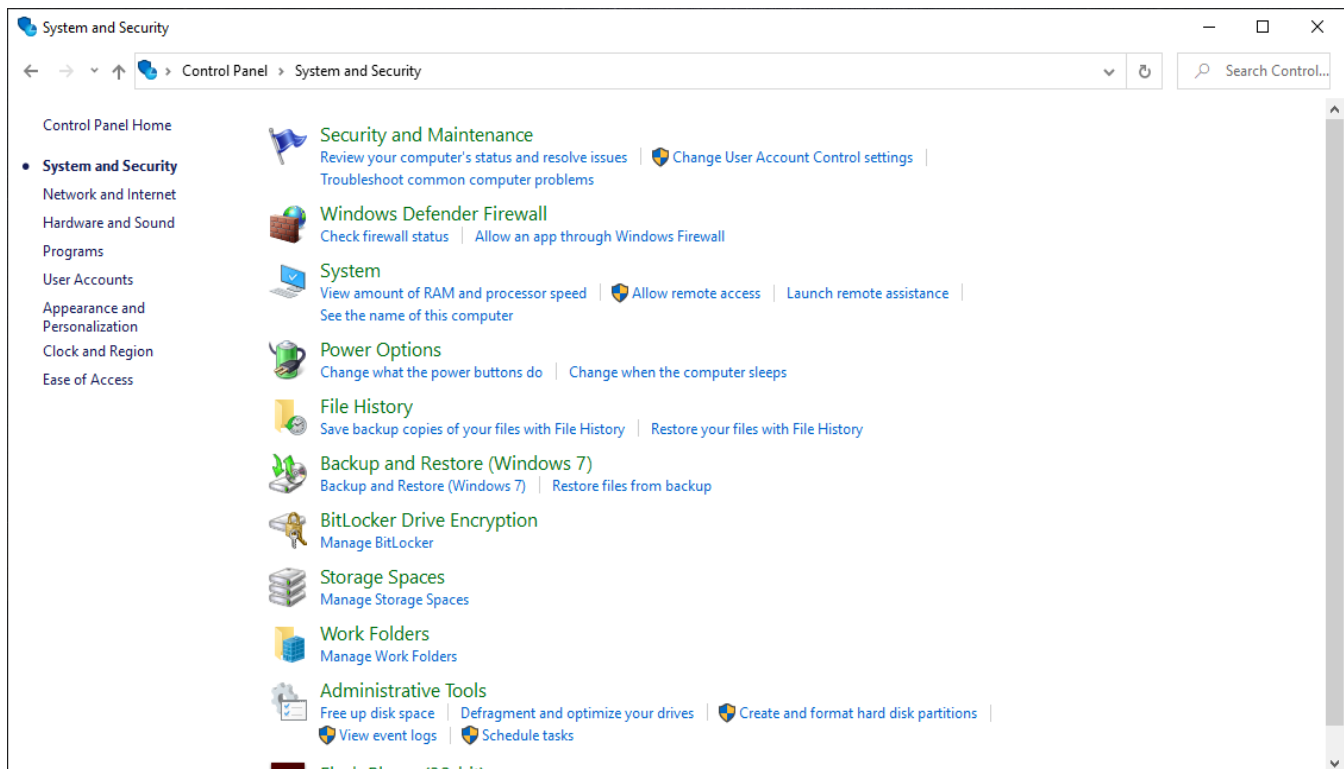 System and Security
Control Panel System and Security
Search Control...
Control Panel Home
System and Security
Network and Internet
Hardware and Sound
Programs
User Accounts
Appearance and
Personalization
Clock and Region
Ease of Access
Security and Maintenance
Review your computer's status and resolve issues Change User Account Control settings
Troubleshoot common computer problems
Windows Defender Firewall
Check firewall status Allow an app through Windows Firewall
System
View amount of RAM and processor speed Allow remote access Launch remote assistance
See the name of this computer
Power Options
Change what the power buttons do Change when the computer sleeps
File History
Save backup copies of your files with File History Restore your files with File History
Backup and Restore (Windows 7)
Backup and Restore (Windows 7) Restore files from backup
BitLocker Drive Encryption
Manage BitLocker
Storage Spaces
Manage Storage Spaces
Work Folders
Manage Work Folders
Administrative Tools
Free up disk space Defragment and optimize your drives Create and format hard disk partitions
View event logs Schedule tasks